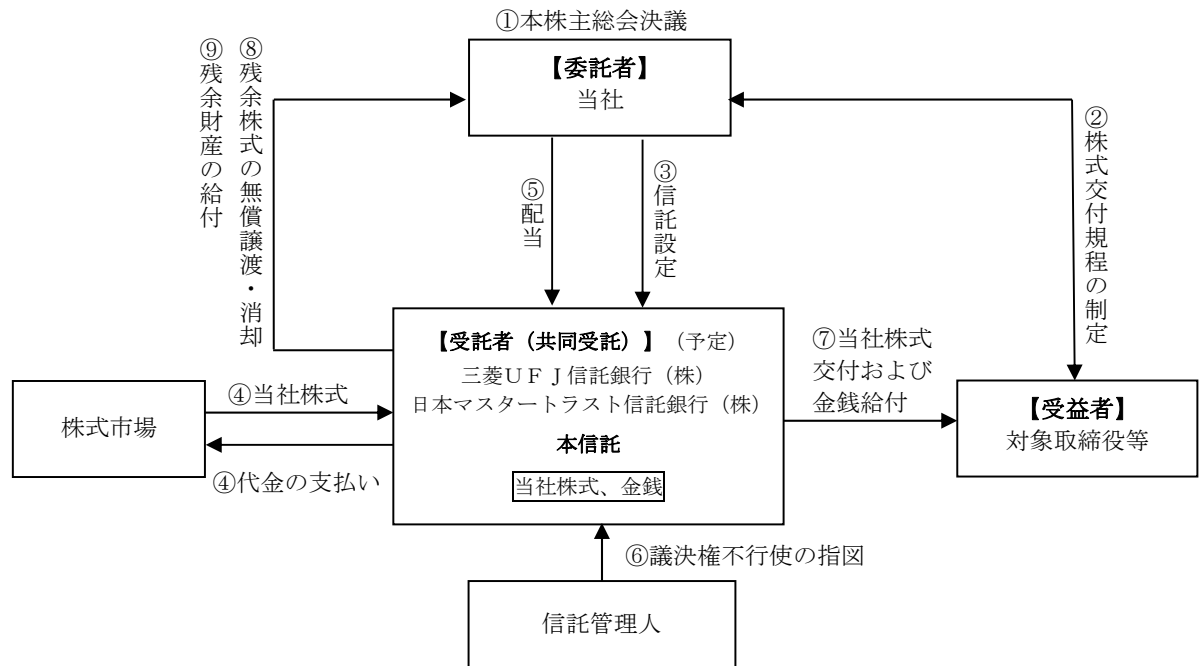 ①本株主総会決議
【委託者】
当社
⑨残余財産の給付
⑧残余株式の無償譲渡・消却
⑤配当
③信託設定
②株式交付規程の制定
【受託者（共同受託）】（予定）
三菱ＵＦＪ信託銀行（株）
日本マスタートラスト信託銀行（株）
本信託
当社株式、金銭
株式市場
④当社株式
④代金の支払い
⑦当社株式
交付および
金銭給付
【受益者】
対象取締役等
⑥議決権不行使の指図
信託管理人